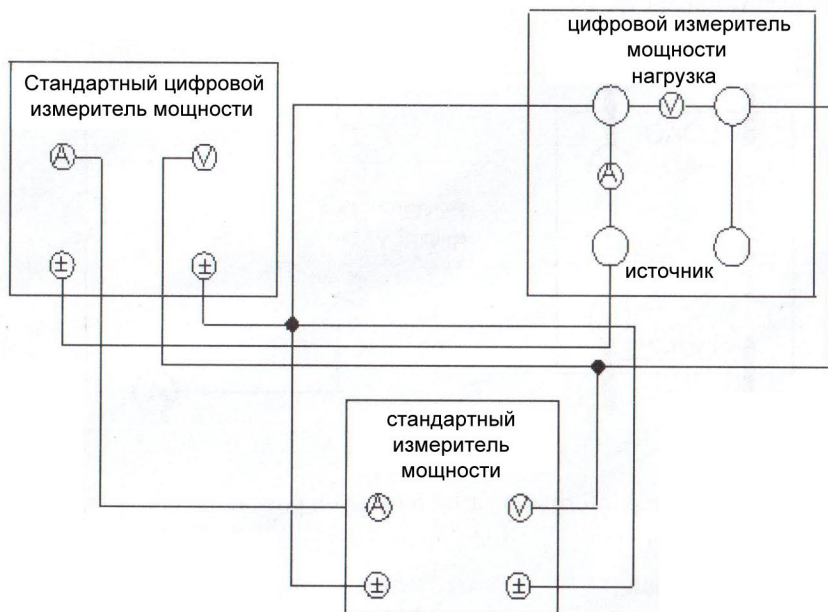 Стандартный цифровой
измеритель мощности
A
V
±
±
цифровой измеритель
мощности
нагрузка
V
A
источник
стандартный
измеритель
мощности
A
V
±
±